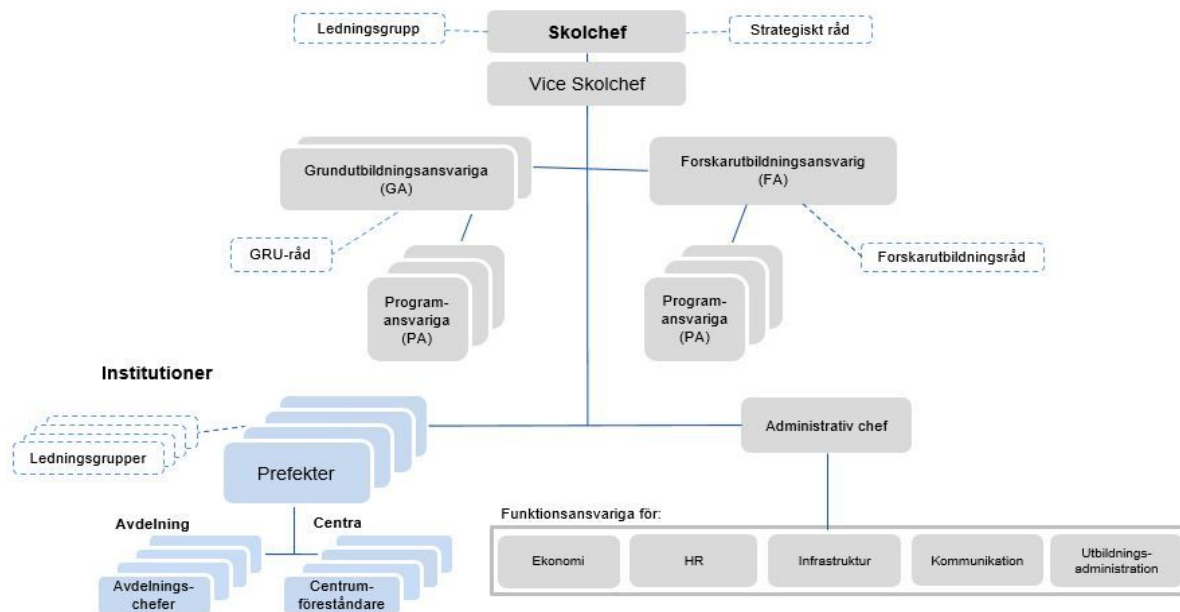 Ledningsgrupp
Skolchef
Strategiskt råd
Vice Skolchef
Grundutbildningsansvariga
(GA)
Forskarutbildningsansvarig
(FA)
GRU-råd
Forskarutbildningsråd
Program-
ansvariga
(PA)
Program-
ansvariga
(PA)
Institutioner
Ledningsgrupper
Prefekter
Administrativ chef
Avdelning
Centra
Avdelnings-
chefer
Centrum-
föreståndare
Funktionsansvariga för:
Ekonomi
HR
Infrastruktur
Kommunikation
Utbildnings-
administration